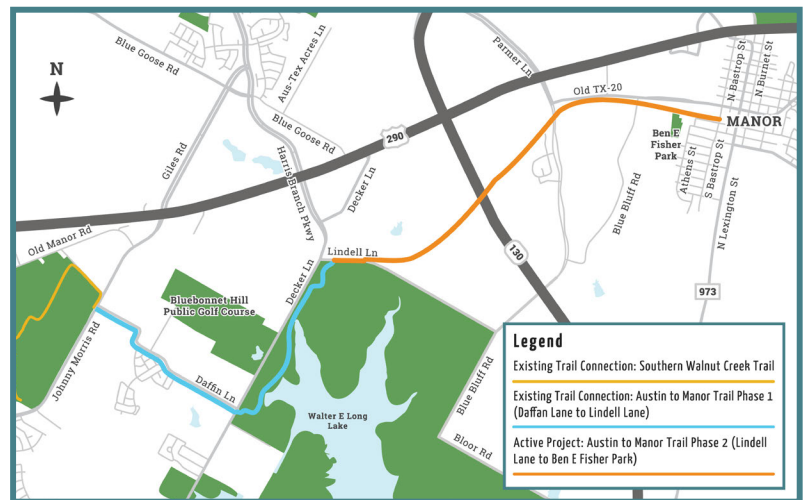 Blue Goose Rd
Aus-Tex Acres Ln
Parmer Ln
N Bastrop St
N Burnet St
N
Old TX-20
MANOR
Blue Goose Rd
290
Giles Rd
Harris Branch Pkwy
Decker Ln
Ben E
Fisher
Park
Athens St
S Bastrop St
Blue Bluff Rd
N Lexington St
Old Manor Rd
Lindell Ln
130
973
Decker Ln
Bluebonnet Hill
Public Golf Course
Johnny Morris Rd
Daffin Ln
Walter E Long
Lake
Blue Bluff Rd
Bloor Rd
Legend
Existing Trail Connection: Southern Walnut Creek Trail
Existing Trail Connection: Austin to Manor Trail Phase 1
(Daffan Lane to Lindell Lane)
Active Project: Austin to Manor Trail Phase 2 (Lindell
Lane to Ben E Fisher Park)